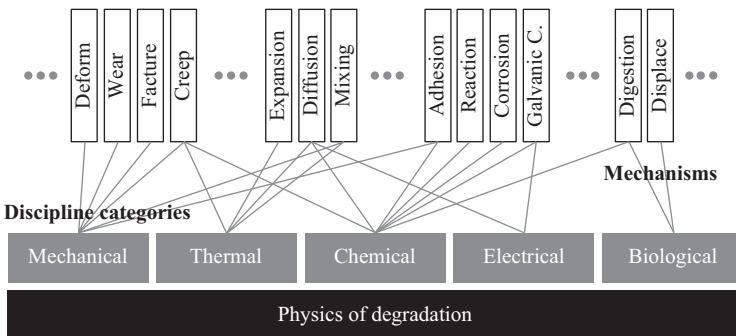 Deform
Wear
Facture
Creep
Expansion
Diffusion
Mixing
Adhesion
Reaction
Corrosion
Galvanic C.
Digestion
Displace
Mechanisms
Discipline categories
Mechanical
Thermal
Chemical
Electrical
Biological
Physics of degradation